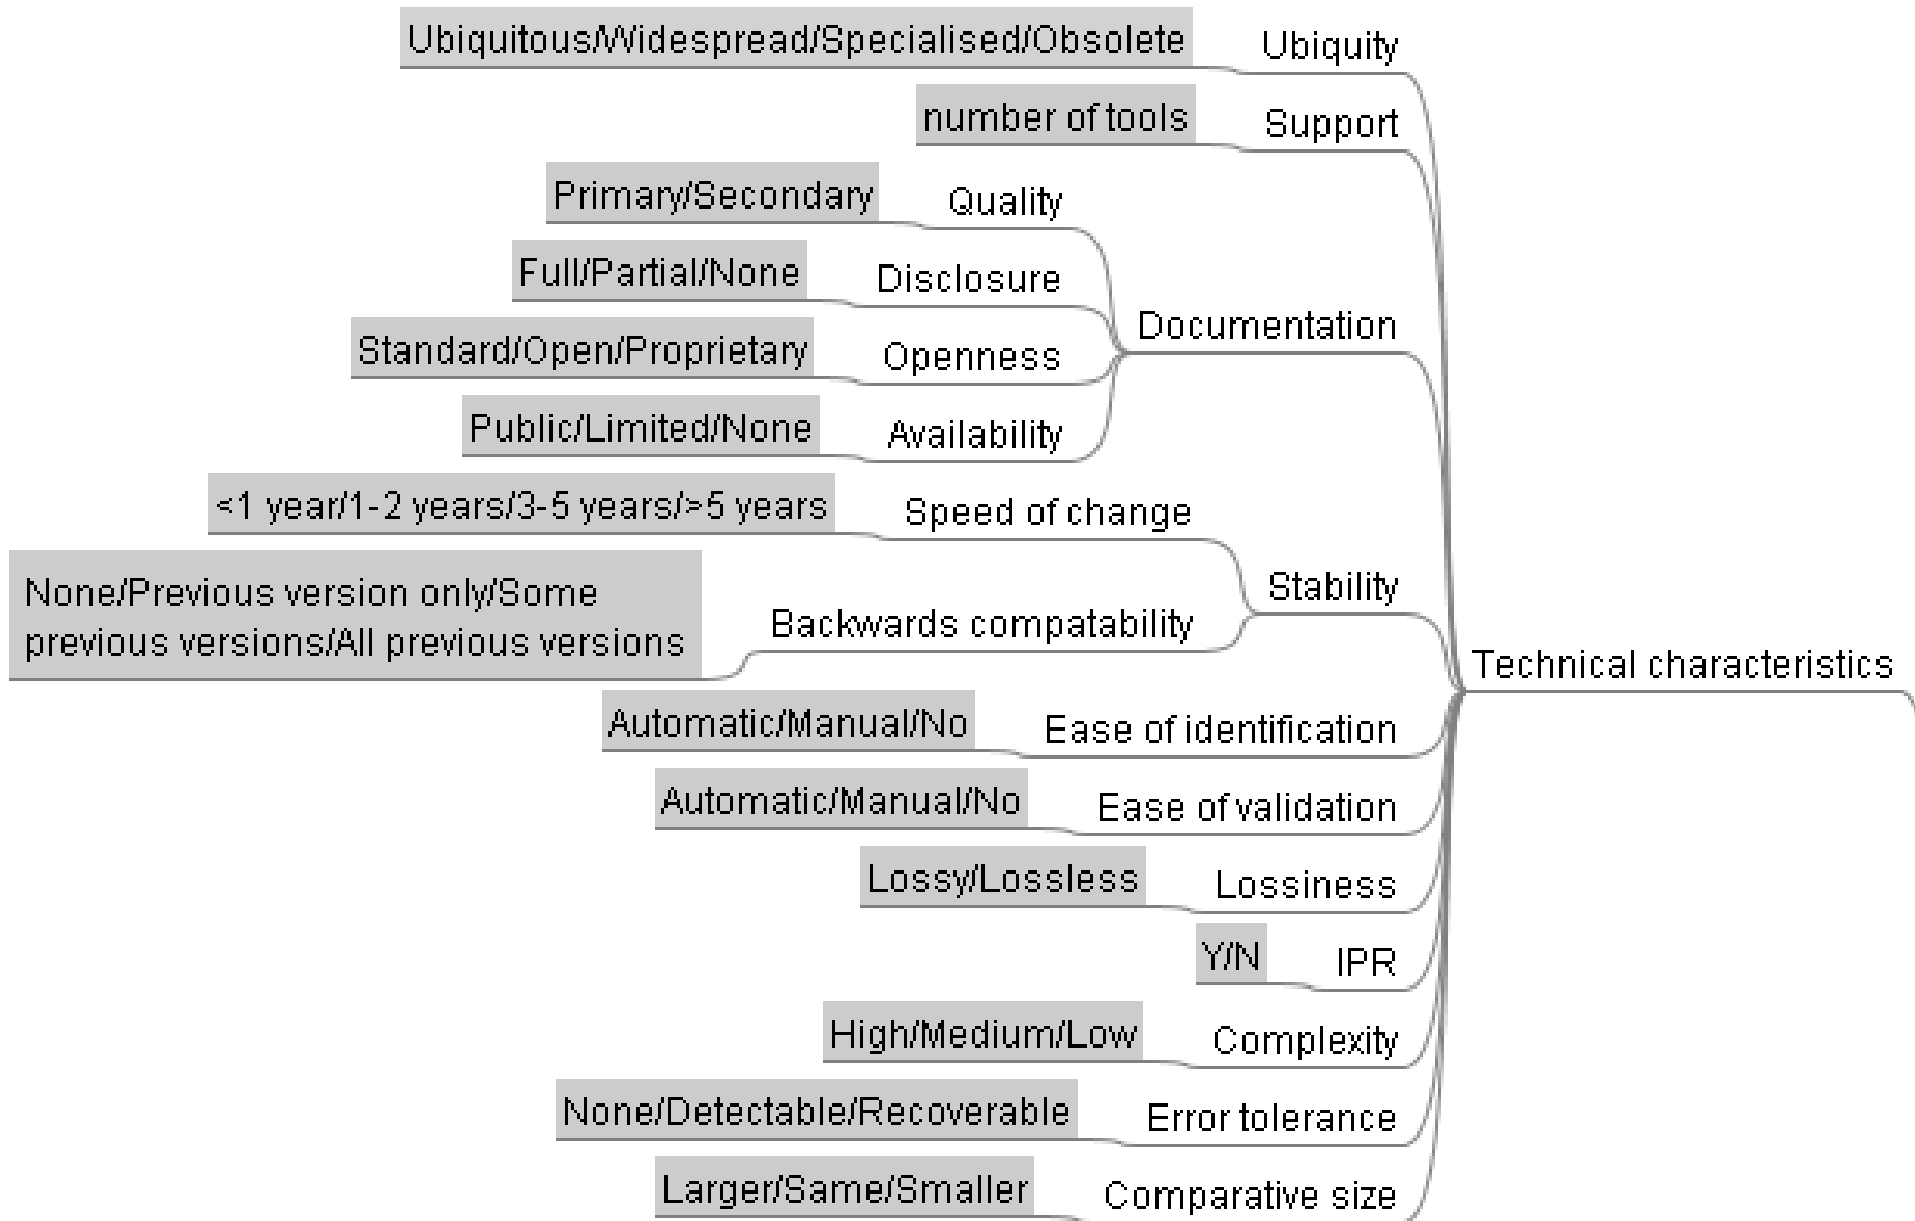 Ubiquitous/Widespread/Specialised/Obsolete Ubiquity
number of tools Support
Primary/Secondary Quality
Full/Partial/None Disclosure
Documentation
Standard/Open/Proprietary Openness
Public/Limited/None Availability
<1 year/1-2 years/3-5 years/>5 years Speed of change
Stability
None/Previous version only/Some
previous versions/All previous versions
Backwards compatability
Technical characteristics
Automatic/Manual/No Ease of identification
Automatic/Manual/No Ease of validation
Lossy/Lossless Lossiness
Y/N IPR
High/Medium/Low Complexity
None/Detectable/Recoverable Error tolerance
Larger/Same/Smaller Comparative size